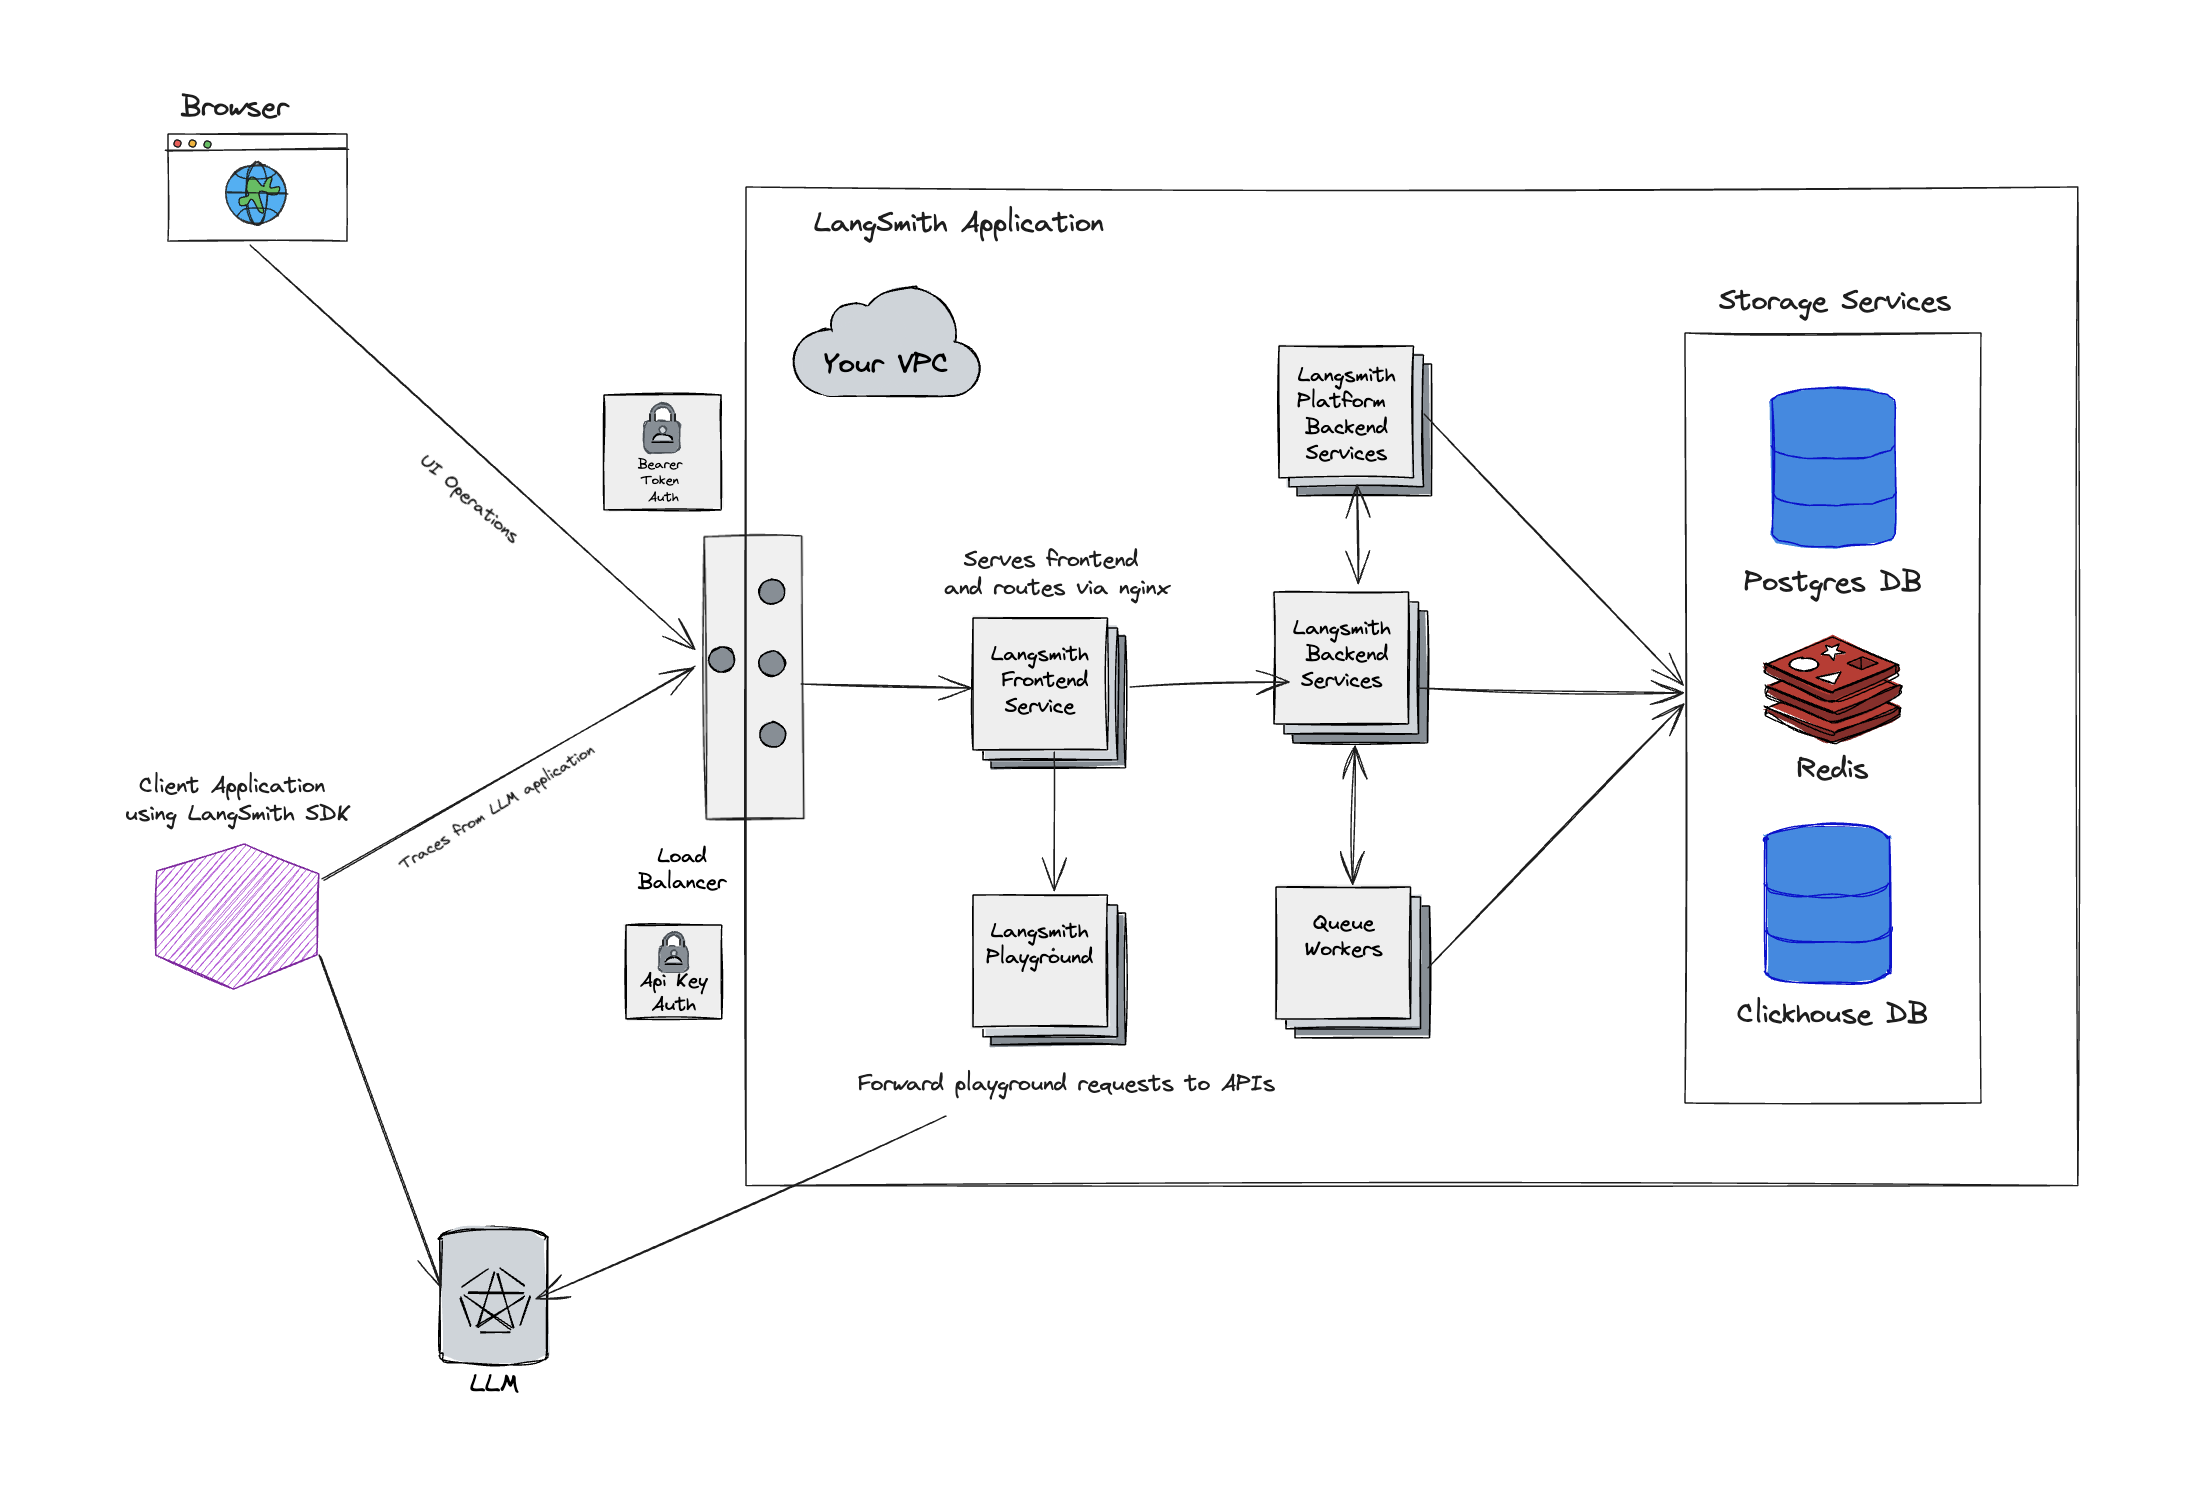 Browser
LangSmith Application
Your VPC
Storage Services
Langsmith
Platform
Backend
Services
Bearer
Token
Auth
UI Operations
Postgres DB
Serves frontend
and routes via nginx
Langsmith
Frontend
Service
Langsmith
Backend
Services
Redis
Client Application
using LangSmith SDK
Traces from LLM application
Load
Balancer
Api Key
Auth
Langsmith
Playground
Queue
Workers
Clickhouse DB
Forward playground requests to APIs
LLM